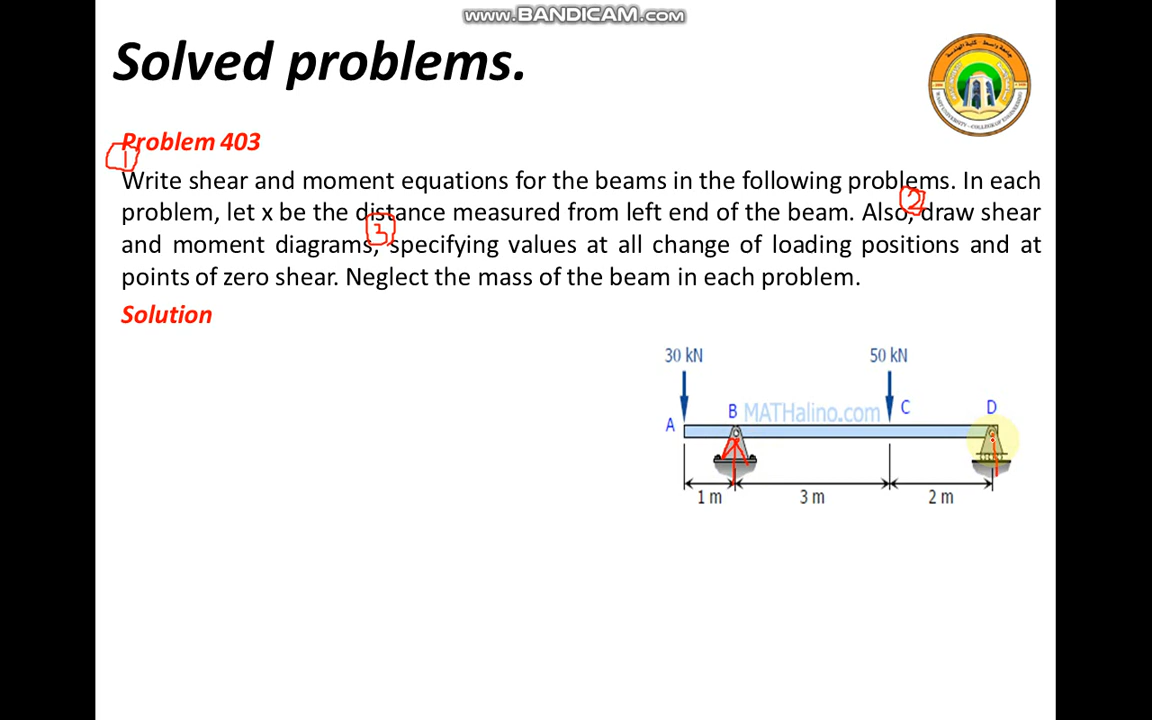 www.BANDICAM.com
Solved problems.
Problem 403
1
Write shear and moment equations for the beams in the following problems. In each
2
problem, let x be the distance measured from left end of the beam. Also, draw shear
3
and moment diagrams, specifying values at all change of loading positions and at
points of zero shear. Neglect the mass of the beam in each problem.
Solution
30 kN 50 kN
A B MATHalino.com C D
1 m 3 m 2 m